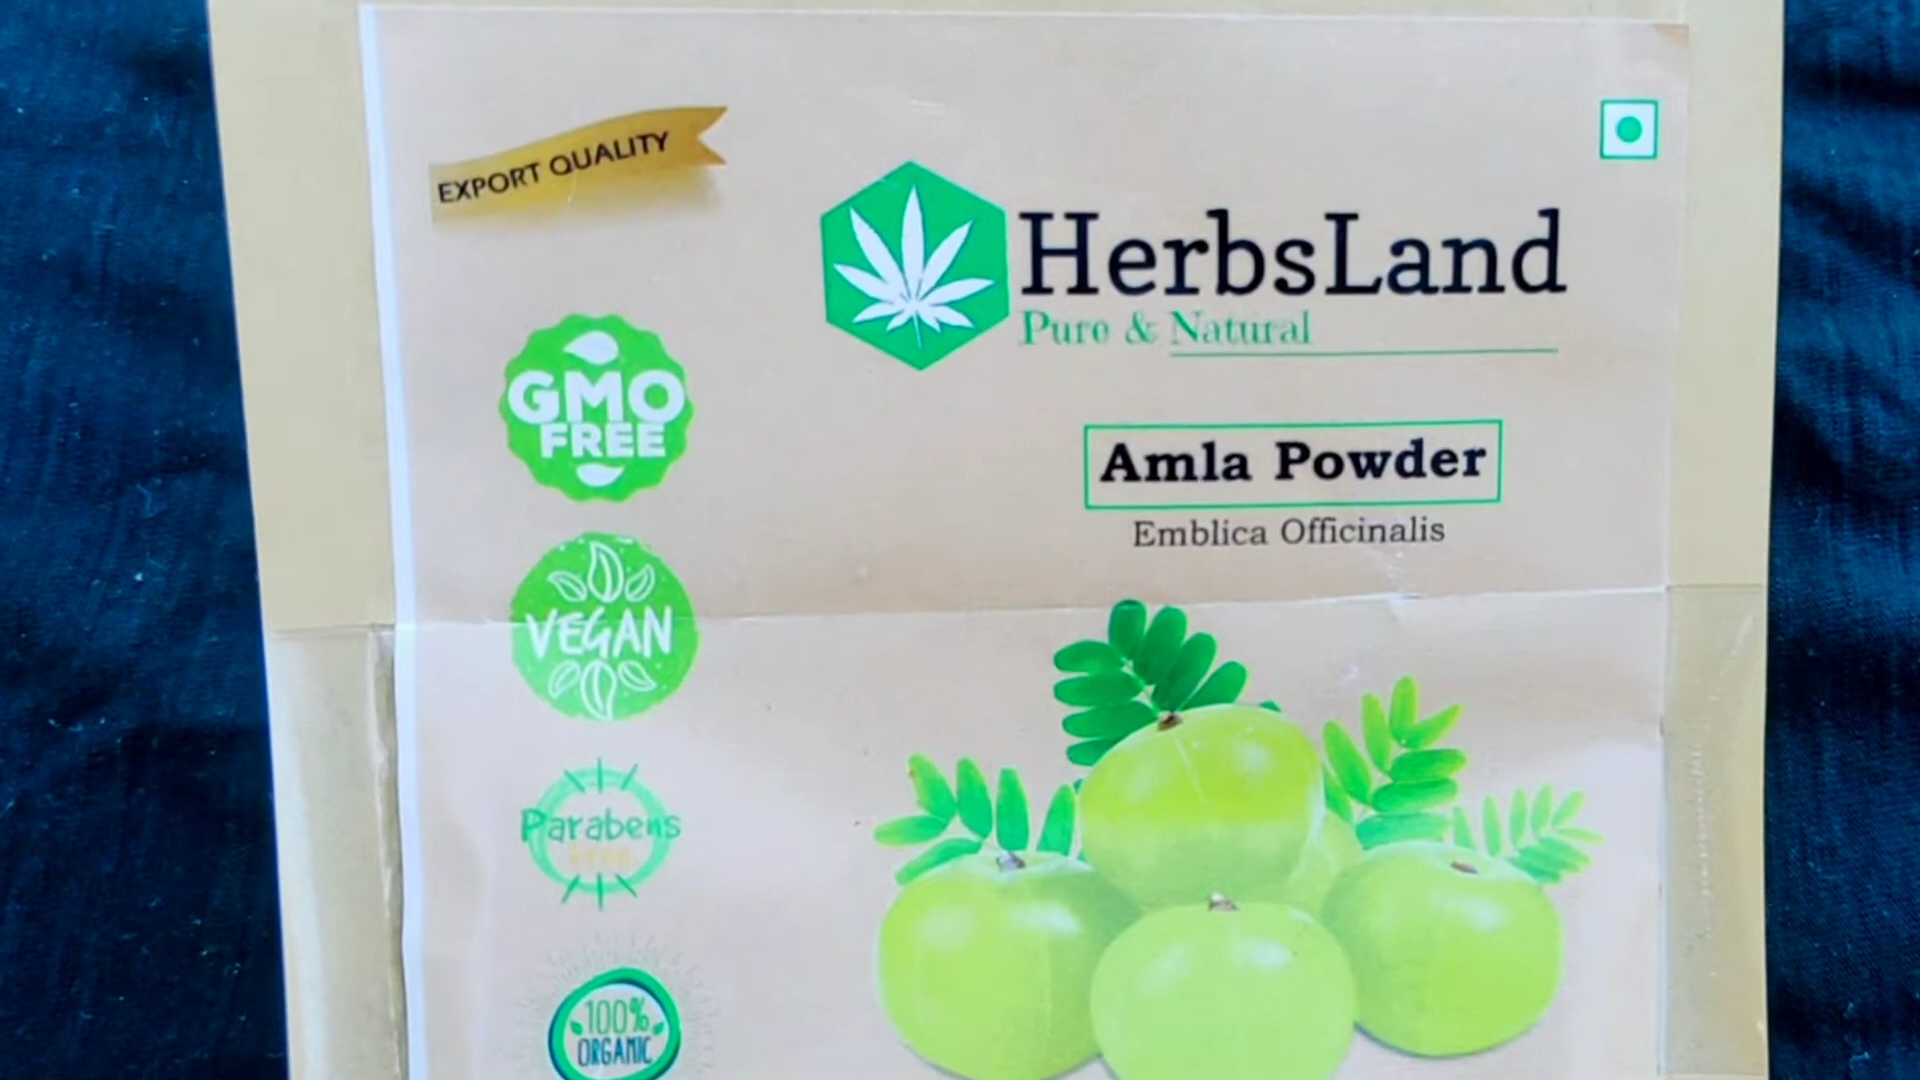 EXPORT QUALITY
HerbsLand
Pure & Natural
GMO
FREE
Amla Powder
Emblica Officinalis
VEGAN
Parabens
Free
100%
ORGANIC